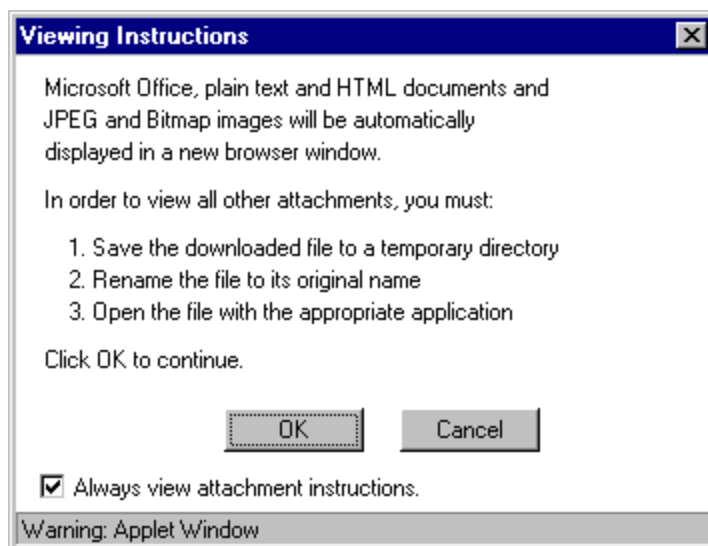 Viewing Instructions
Microsoft Office, plain text and HTML documents and
JPEG and Bitmap images will be automatically
displayed in a new browser window.
In order to view all other attachments, you must:
1. Save the downloaded file to a temporary directory
2. Rename the file to its original name
3. Open the file with the appropriate application
Click OK to continue.
OK Cancel
Always view attachment instructions.
Warning: Applet Window